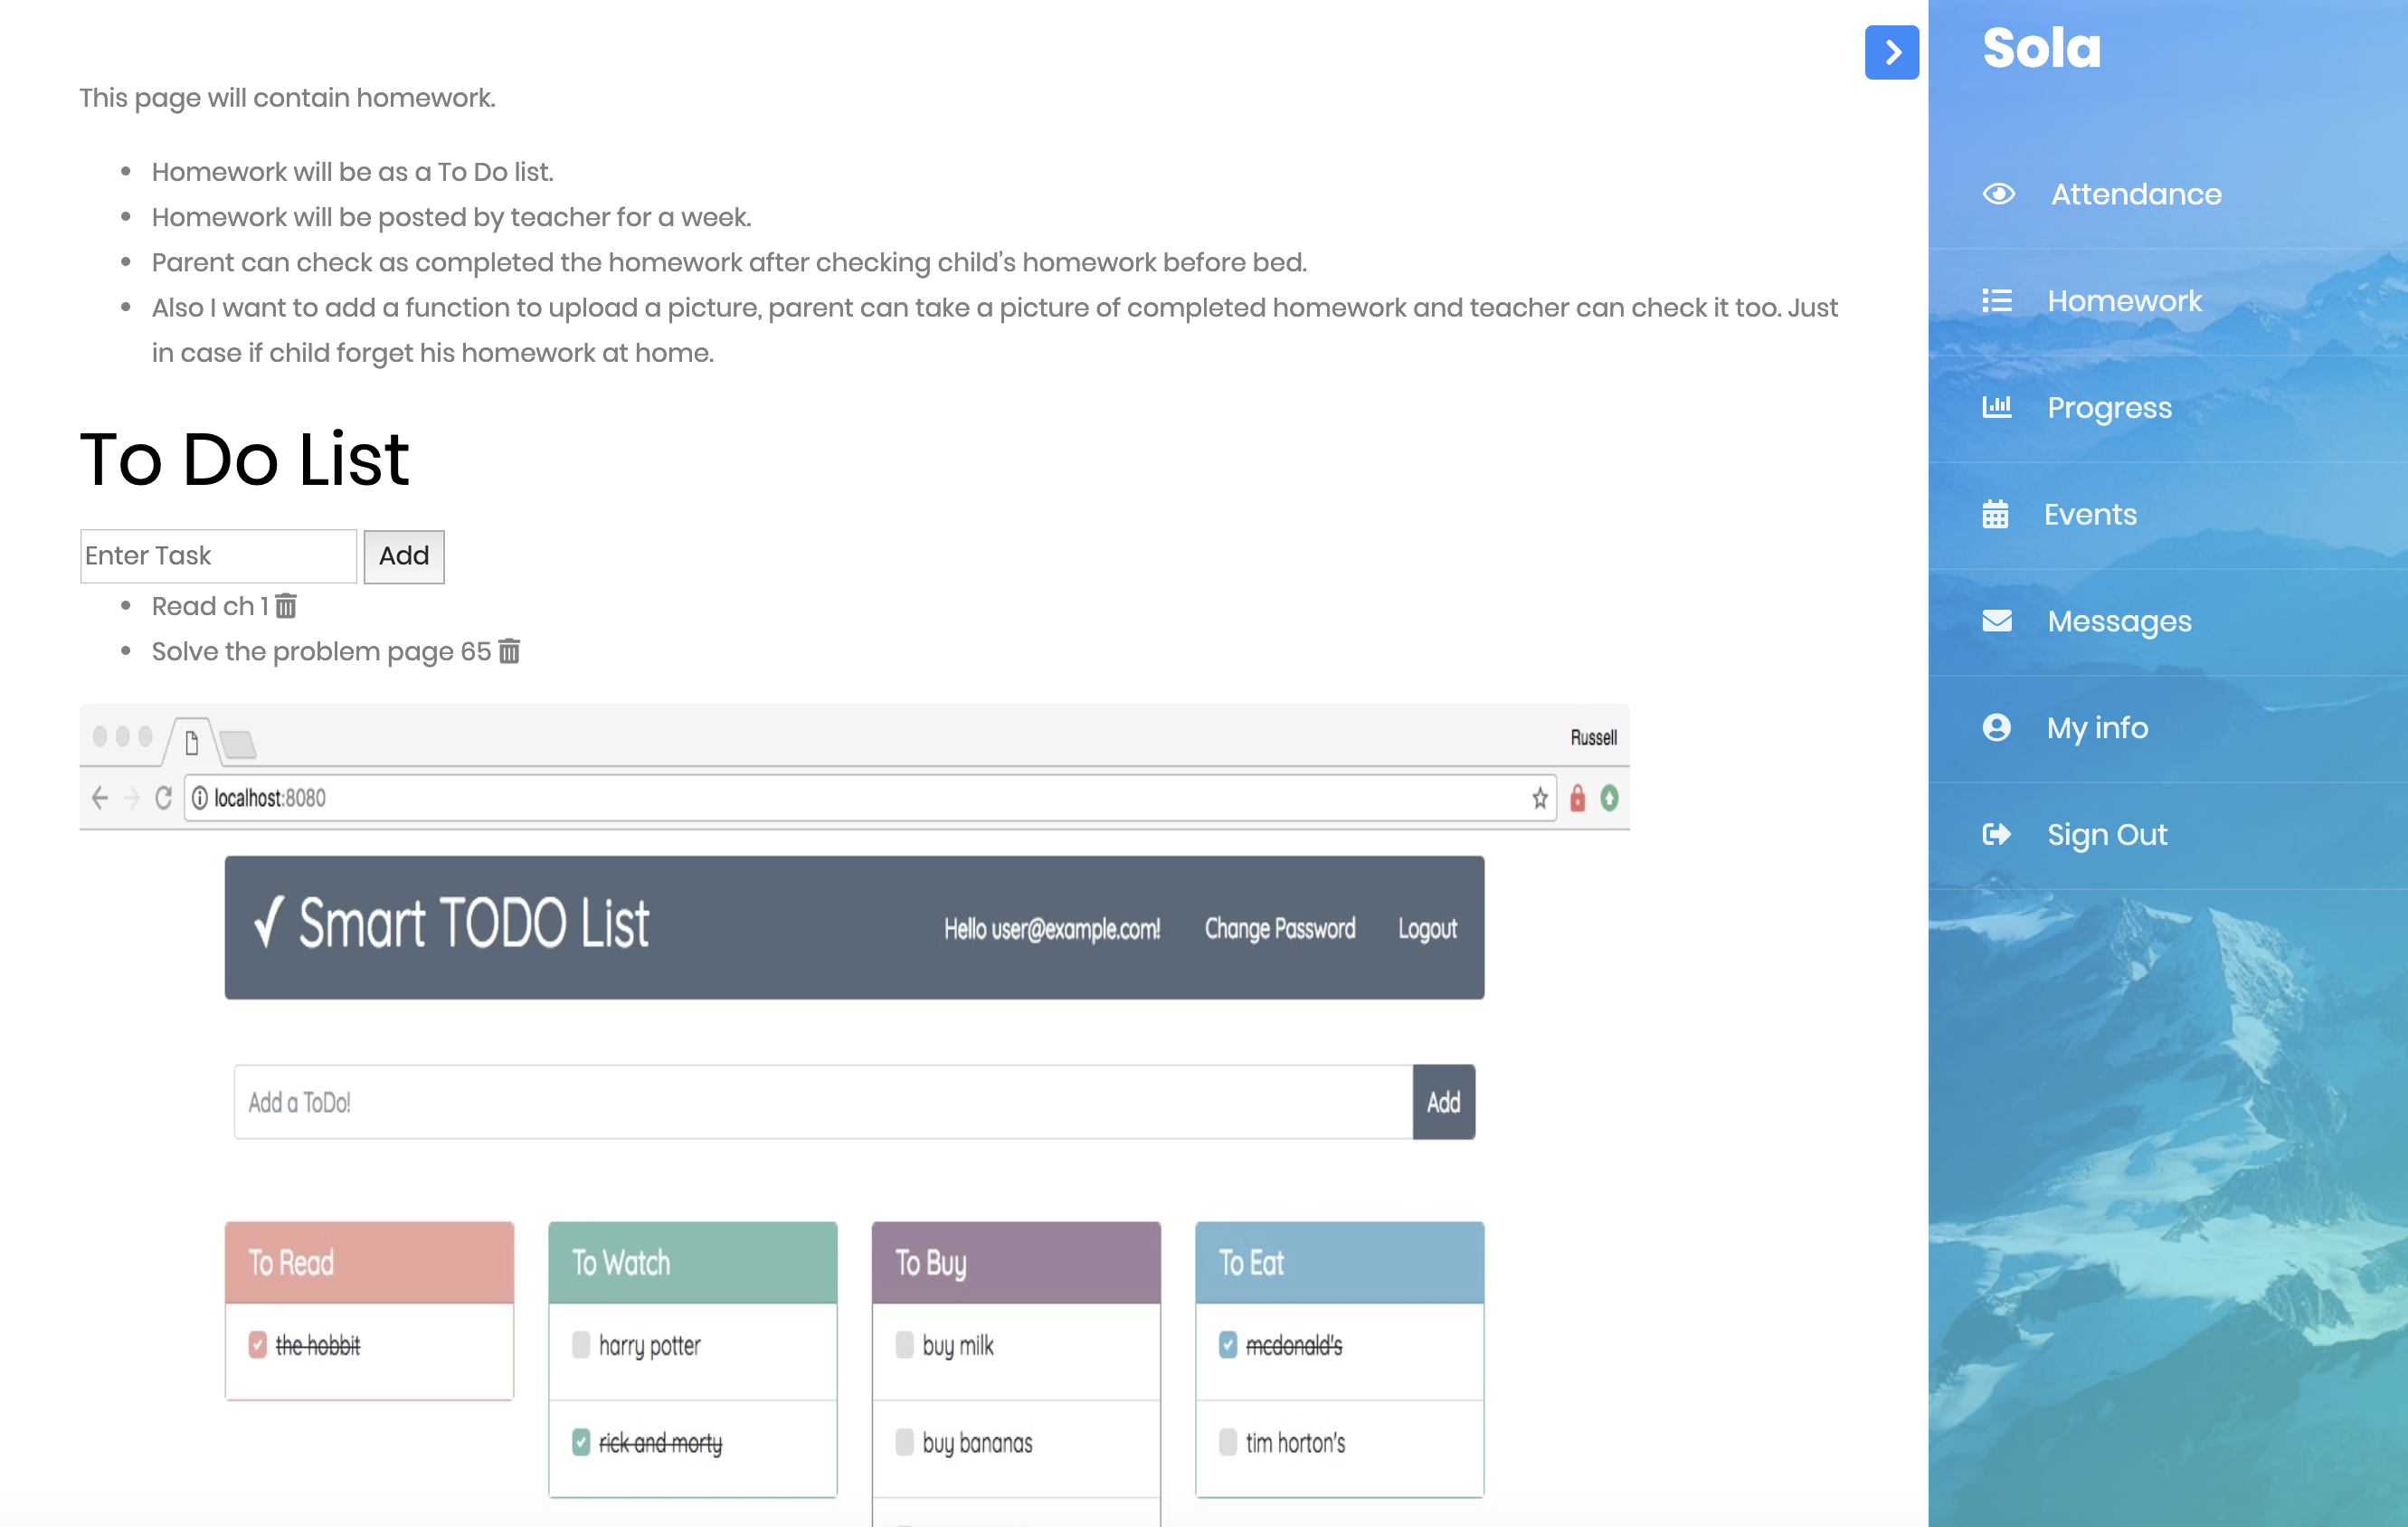 This page will contain homework.
Homework will be as a To Do list.
Homework will be posted by teacher for a week.
Parent can check as completed the homework after checking child's homework before bed.
Also I want to add a function to upload a picture, parent can take a picture of completed homework and teacher can check it too. Just
in case if child forget his homework at home.
To Do List
Enter Task Add
Read ch 1
Solve the problem page 65
Russell
localhost:8080
✓ Smart TODO List Hello user@example.com! Change Password Logout
Add a ToDo! Add
To Read
the hobbit
To Watch
harry potter
rick and morty
To Buy
buy milk
buy bananas
To Eat
mcdonald's
tim horton's
Sola
Attendance
Homework
Progress
Events
Messages
My info
Sign Out